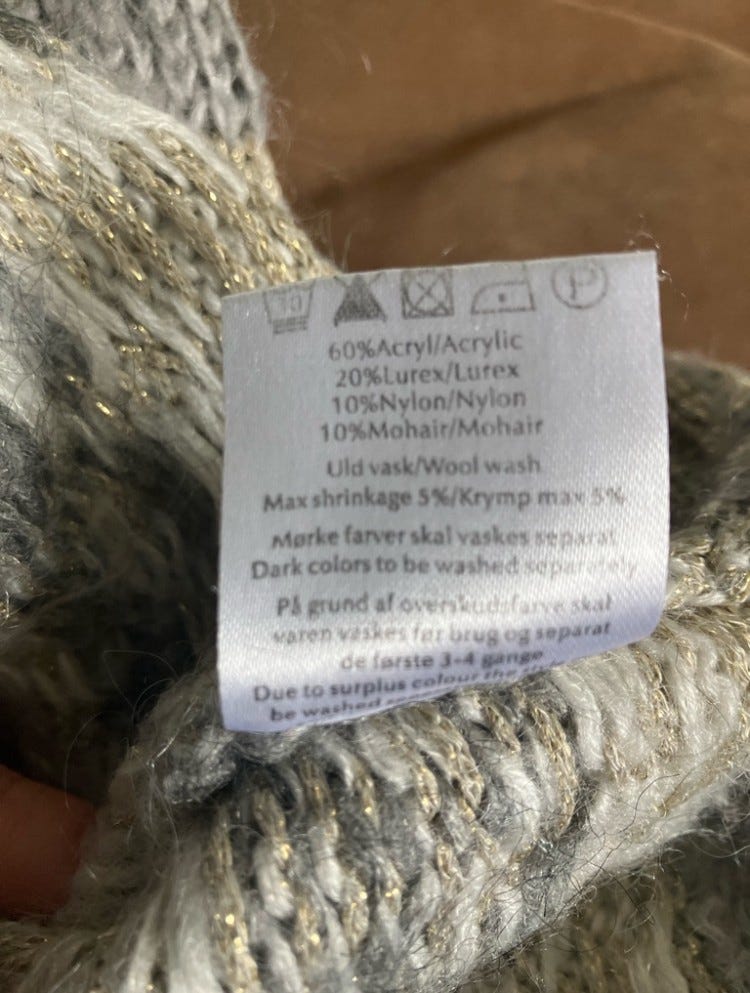 P
60%Acryl/Acrylic
20%Lurex/Lurex
10%Nylon/Nylon
10%Mohair/Mohair
Uld vask/Wool wash
Max shrinkage 5%/Krymp max 5%
Mørke farver skal vaskes separat
Dark colors to be washed separately
På grund af overskudsfarve skal
varen vaskes før brug og separat
de første 3-4 gange
Due to surplus colour the
be washed